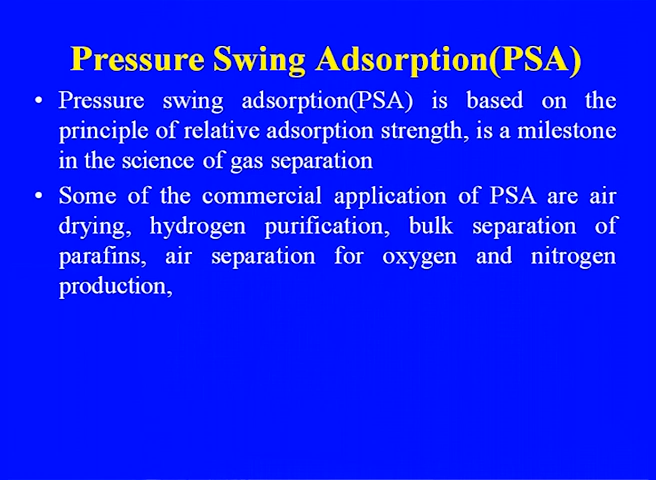 Pressure Swing Adsorption(PSA)
• Pressure swing adsorption(PSA) is based on the
principle of relative adsorption strength, is a milestone
in the science of gas separation
• Some of the commercial application of PSA are air
drying, hydrogen purification, bulk separation of
parafins, air separation for oxygen and nitrogen
production,